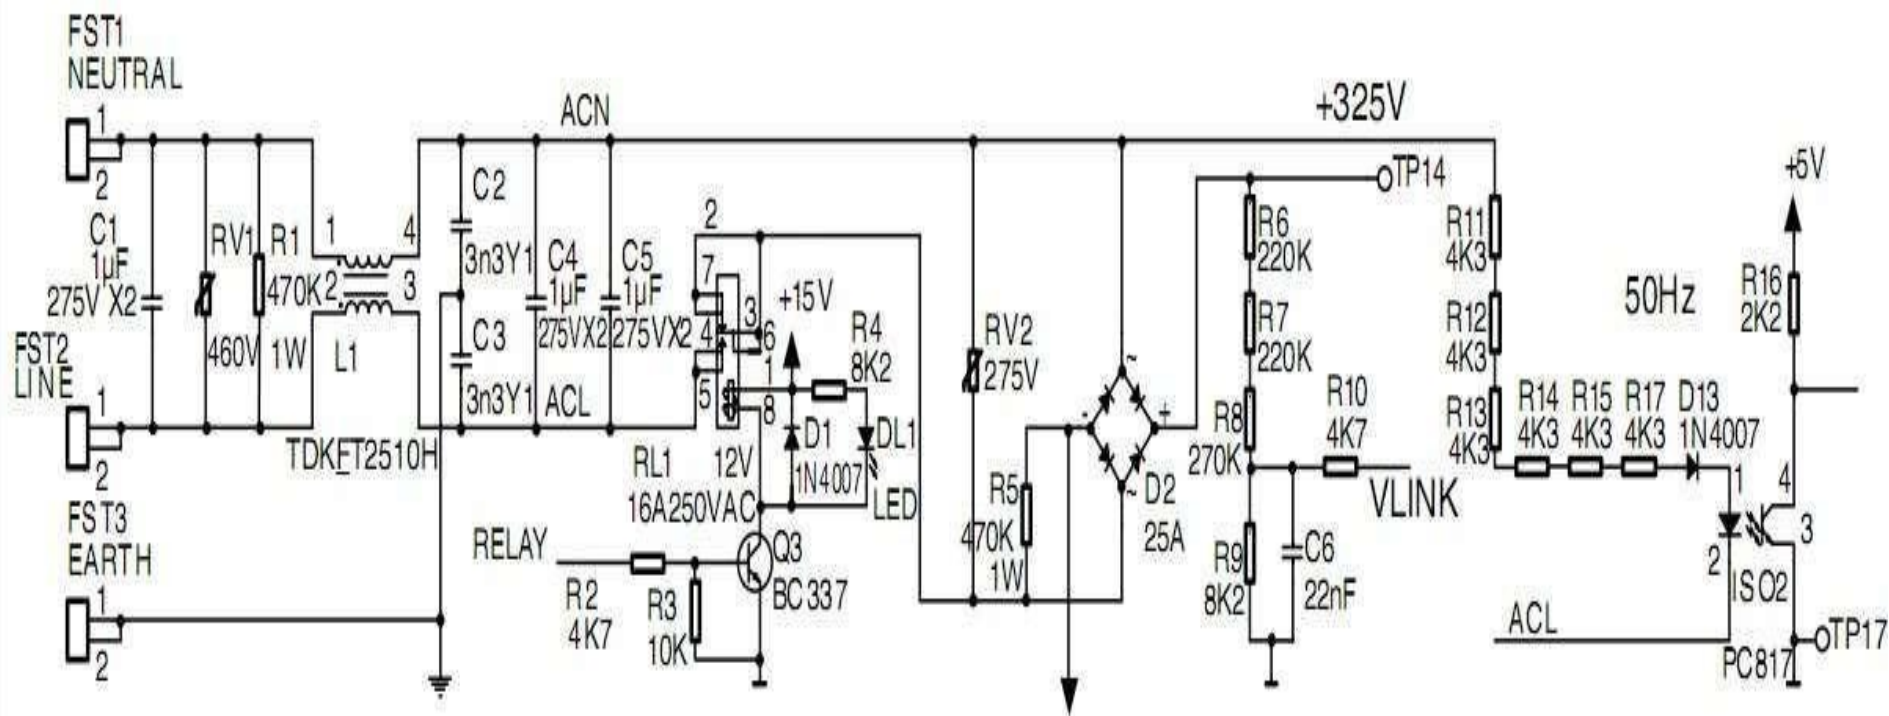 FST1
NEUTRAL
1
2
C1
1µF
275V X2
RV1
460V
R1
470K
1W
1
4
2
3
L1
TDK_FT2510H
FST2
LINE
1
2
FST3
EARTH
1
2
ACN
C2
3n3Y1
C3
3n3Y1
C4
1µF
275VX2
C5
1µF
275VX2
ACL
2
7
4
5
3
6
1
8
+15V
R4
8K2
D1
1N4007
DL1
LED
RL1
12V
16A250VAC
RELAY
R2
4K7
R3
10K
Q3
BC337
RV2
275V
R5
470K
1W
~
-
+
~
D2
25A
+325V
TP14
R6
220K
R7
220K
R8
270K
R9
8K2
R10
4K7
VLINK
C6
22nF
R11
4K3
R12
4K3
R13
4K3
50Hz
R14
4K3
R15
4K3
R17
4K3
D13
1N4007
+5V
R16
2K2
1
4
2
3
ISO2
PC817
ACL
TP17